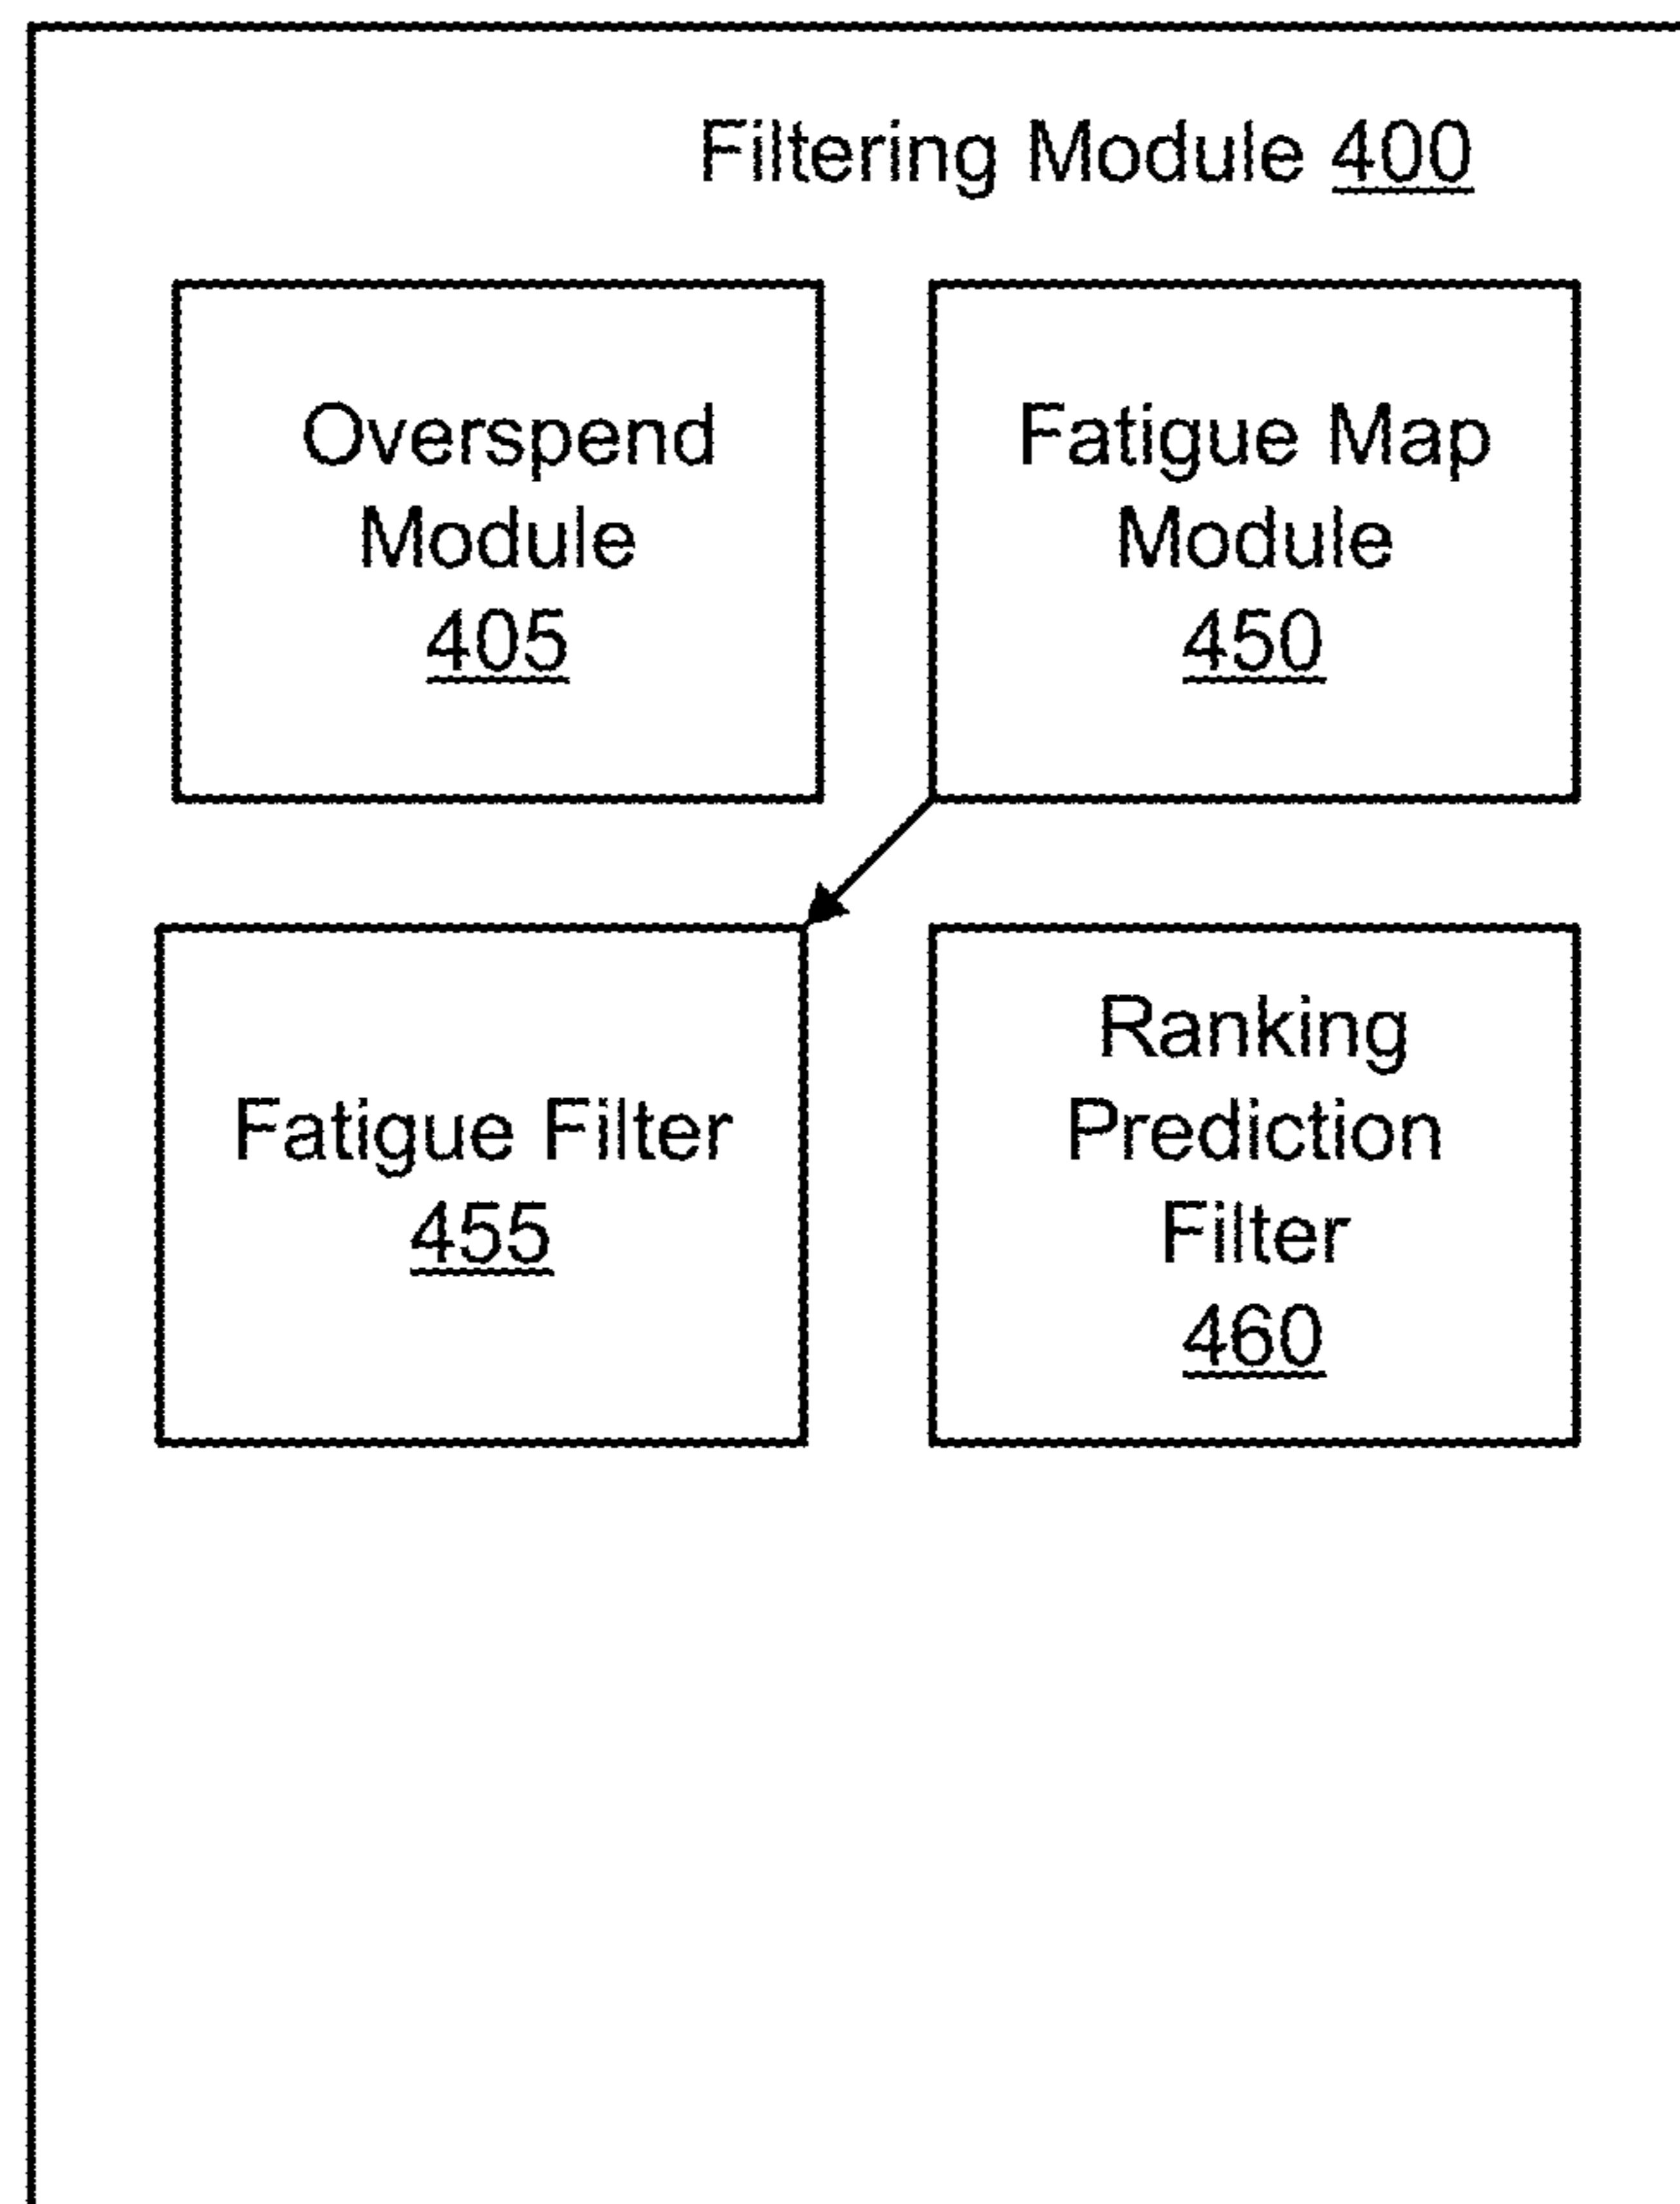 Filtering Module 400
Overspend
Module
405
Fatigue Map
Module
450
Fatigue Filter
455
Ranking
Prediction
Filter
460